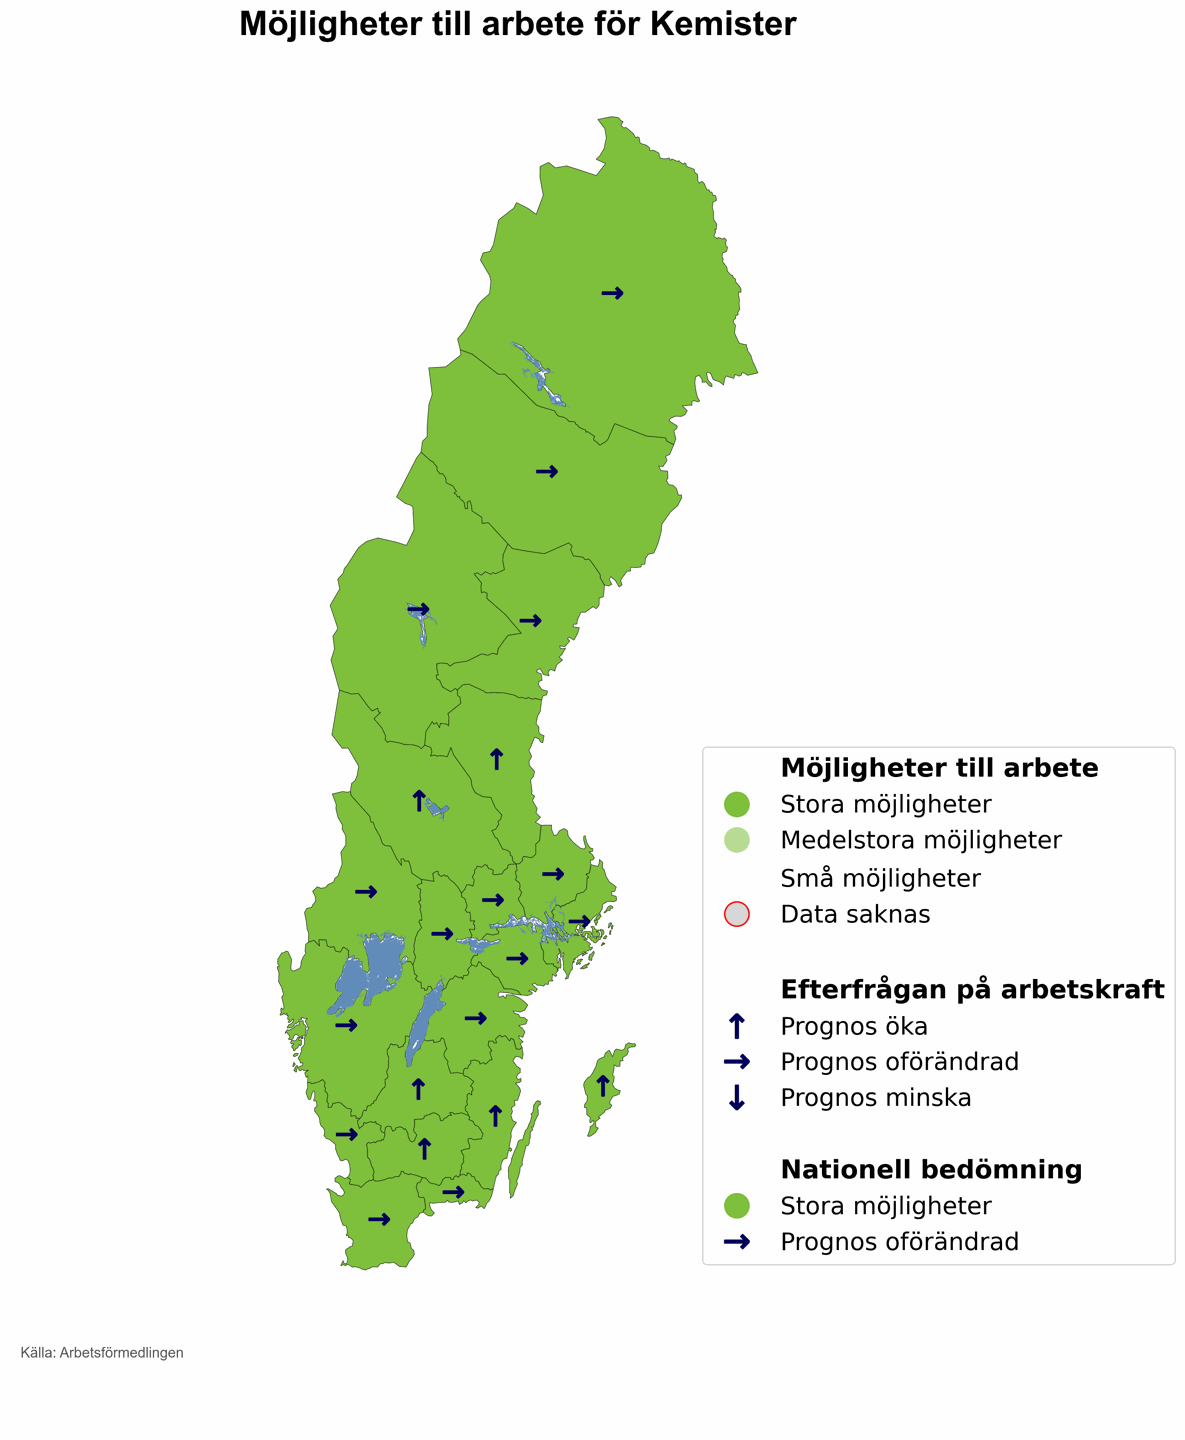 Möjligheter till arbete för Kemister
Möjligheter till arbete
Stora möjligheter
Medelstora möjligheter
Små möjligheter
Data saknas
Efterfrågan på arbetskraft
Prognos öka
Prognos oförändrad
Prognos minska
Nationell bedömning
Stora möjligheter
Prognos oförändrad
Källa: Arbetsförmedlingen